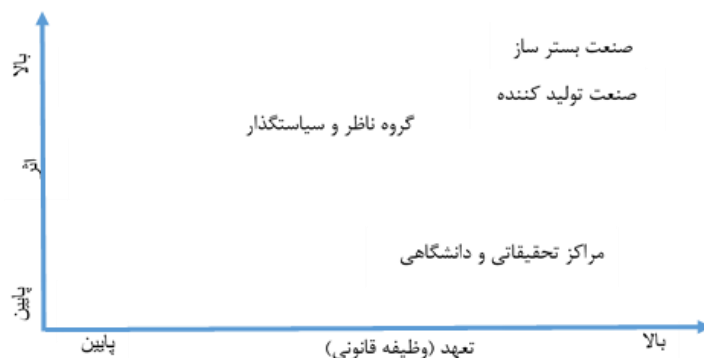 صنعت بستر ساز
بالا
صنعت تولید کننده
گروه ناظر و سیاستگذار
اثر
مراکز تحقیقاتی و دانشگاهی
پایین
بالا
تعهد (وظیفه قانونی)
پایین